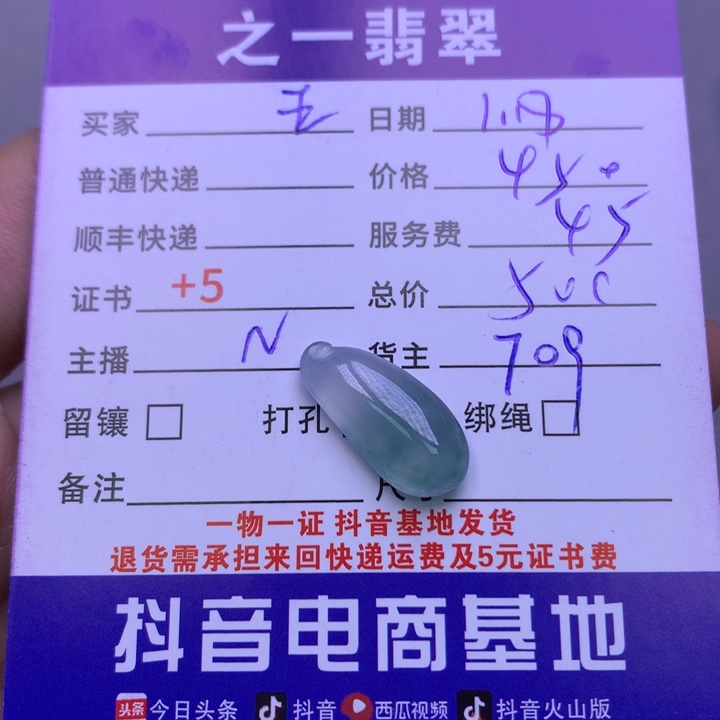 之一翡翠
买家 王 日期 1.17
普通快递 价格 450
顺丰快递 服务费 45
证书 +5 总价 500
主播 N 货主 709
留镶 打孔 绑绳
备注 尺寸
一物一证 抖音基地发货
退货需承担来回快递运费及5元证书费
抖音电商基地
头条 今日头条 抖音 西瓜视频 抖音火山版